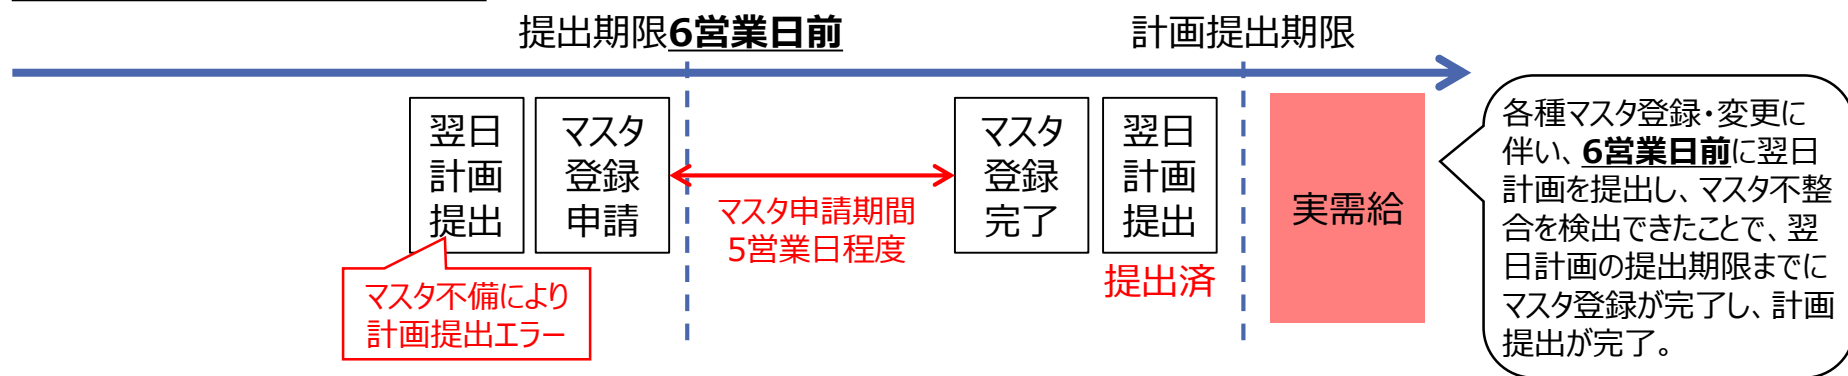 提出期限6営業日前
計画提出期限
翌日
計画
提出
マスタ
登録
申請
マスタ申請期間
5営業日程度
マスタ
登録
完了
翌日
計画
提出
提出済
実需給
マスタ不備により
計画提出エラー
各種マスタ登録・変更に
伴い、6営業日前に翌日
計画を提出し、マスタ不整
合を検出できたことで、翌
日計画の提出期限までに
マスタ登録が完了し、計画
提出が完了。